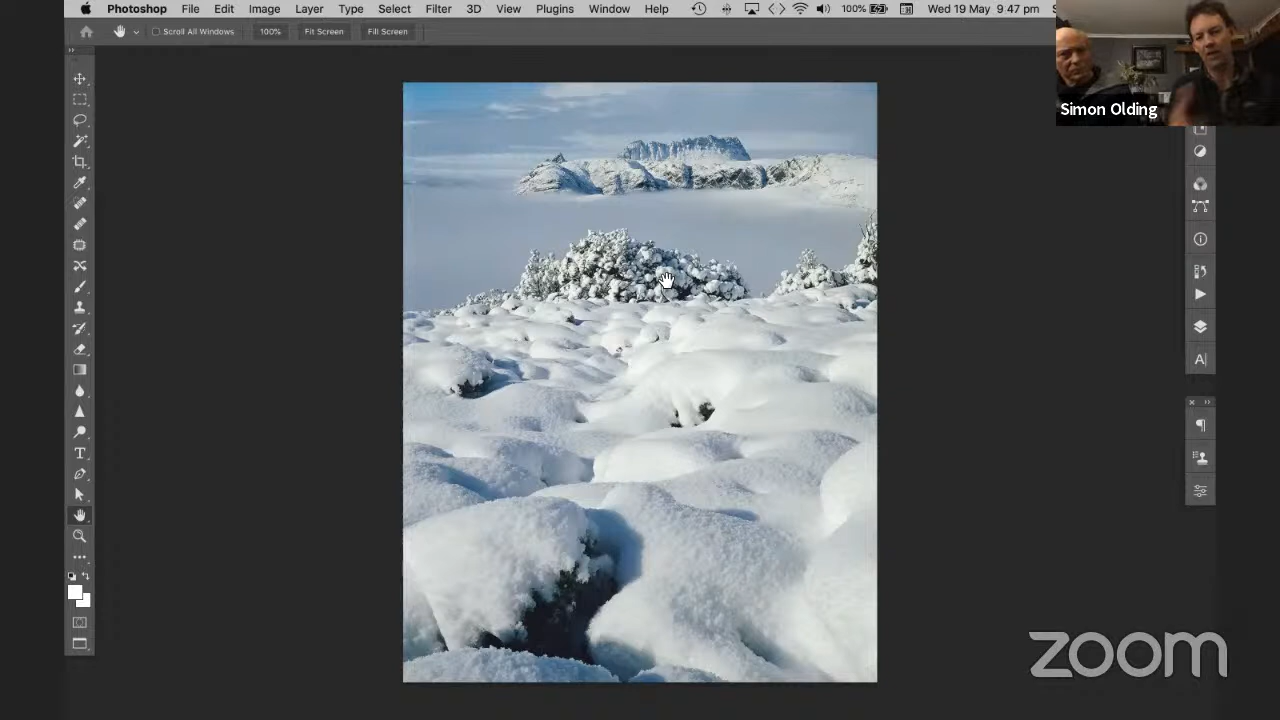 Photoshop File Edit Image Layer Type Select Filter 3D View Plugins Window Help 100% Wed 19 May 9:47 pm
Scroll All Windows 100% Fit Screen Fill Screen
Simon Olding
zoom